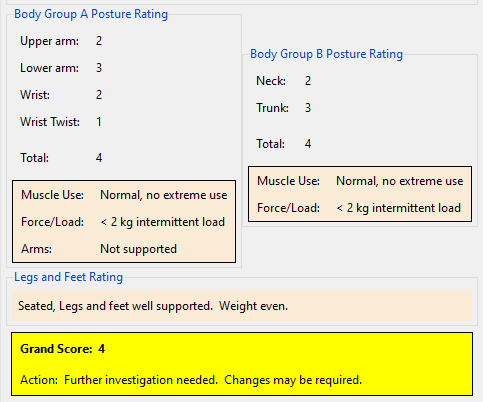 Body Group A Posture Rating
Upper arm: 2
Lower arm: 3
Wrist: 2
Wrist Twist: 1
Total: 4
Muscle Use: Normal, no extreme use
Force/Load: < 2 kg intermittent load
Arms: Not supported
Body Group B Posture Rating
Neck: 2
Trunk: 3
Total: 4
Muscle Use: Normal, no extreme use
Force/Load: < 2 kg intermittent load
Legs and Feet Rating
Seated, Legs and feet well supported. Weight even.
Grand Score: 4
Action: Further investigation needed. Changes may be required.